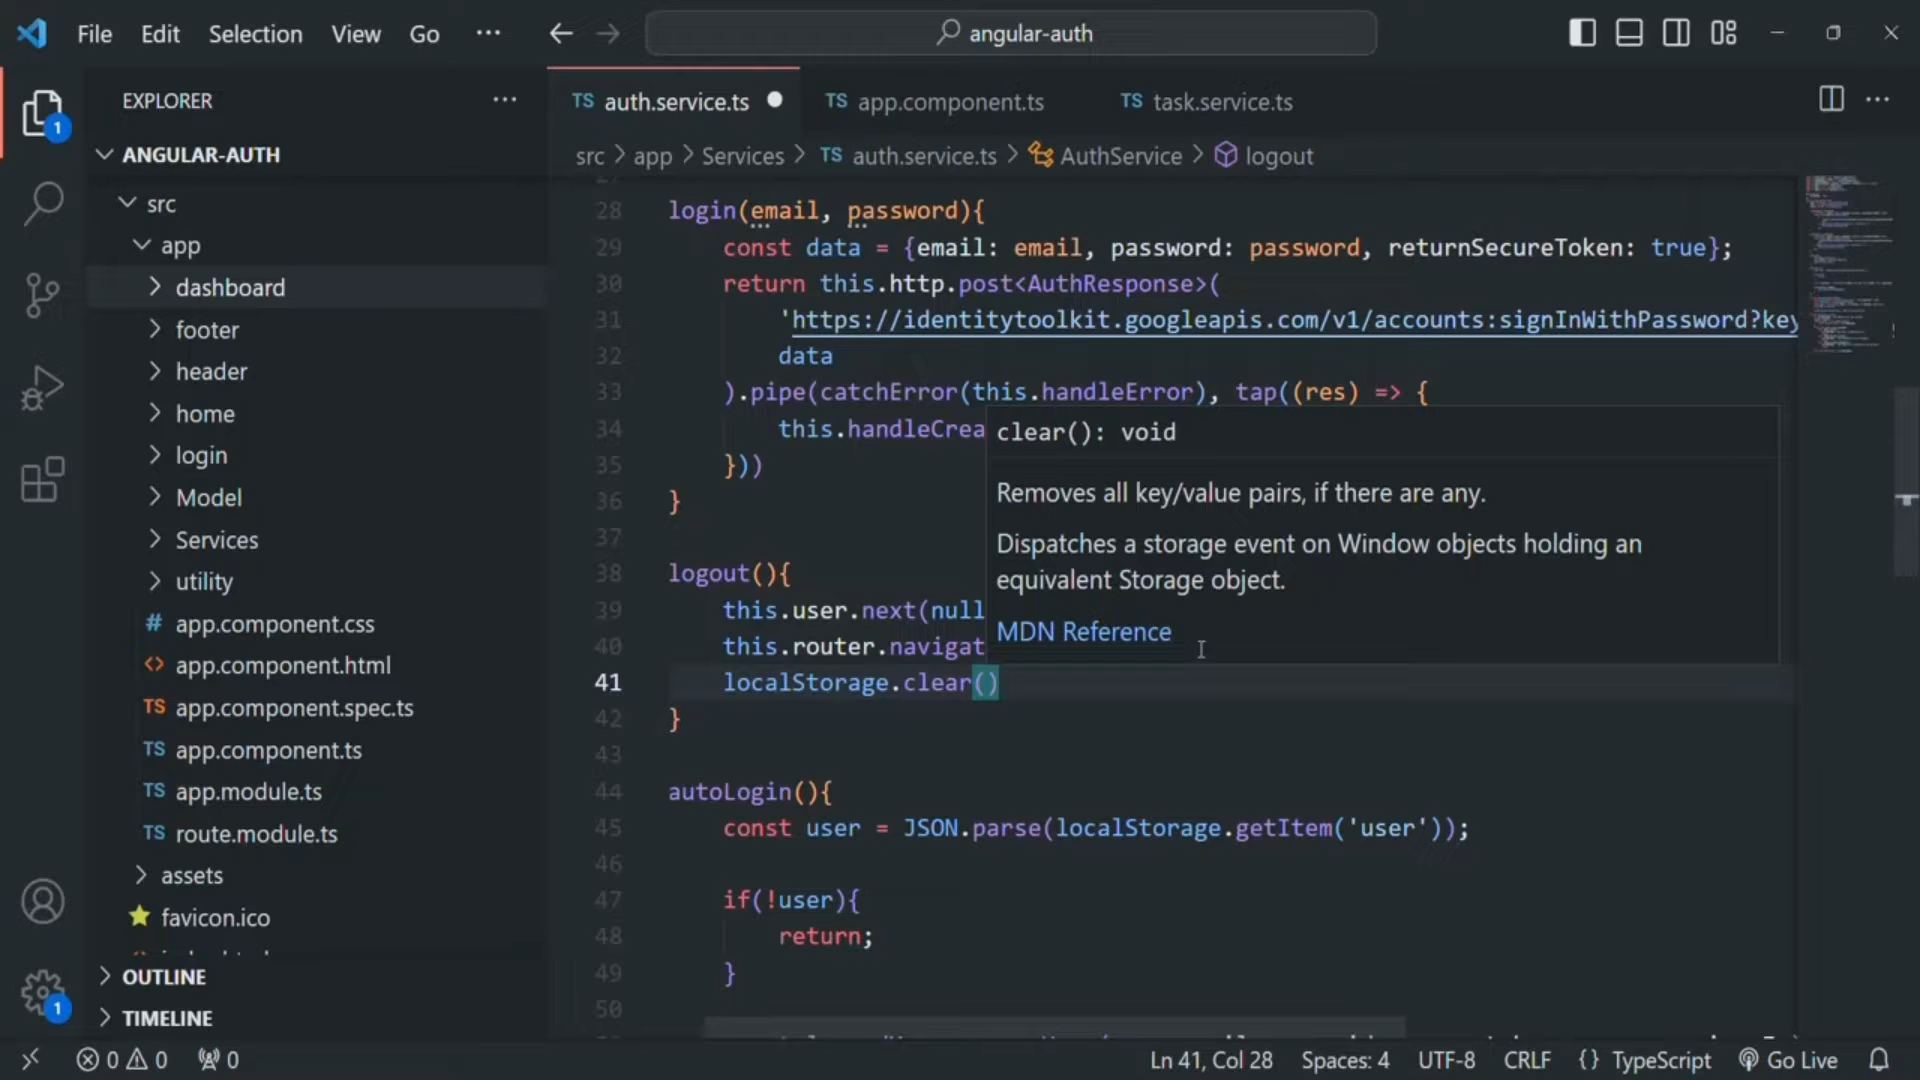 File Edit Selection View Go ··· angular-auth
EXPLORER ···
ANGULAR-AUTH
src
app
dashboard
footer
header
home
login
Model
Services
utility
# app.component.css
<> app.component.html
TS app.component.spec.ts
TS app.component.ts
TS app.module.ts
TS route.module.ts
assets
favicon.ico
OUTLINE
TIMELINE
1
1
TS auth.service.ts TS app.component.ts TS task.service.ts ···
src > app > Services > TS auth.service.ts > AuthService > logout
28 login(email, password){
29 const data = {email: email, password: password, returnSecureToken: true};
30 return this.http.post<AuthResponse>(
31 'https://identitytoolkit.googleapis.com/v1/accounts:signInWithPassword?key
32 data
33 ).pipe(catchError(this.handleError), tap((res) => {
34 this.handleCrea
35 }))
36 }
37
38 logout(){
39 this.user.next(null
40 this.router.navigat
41 localStorage.clear()
42 }
43
44 autoLogin(){
45 const user = JSON.parse(localStorage.getItem('user'));
46
47 if(!user){
48 return;
49 }
50
clear(): void
Removes all key/value pairs, if there are any.
Dispatches a storage event on Window objects holding an
equivalent Storage object.
MDN Reference
0 0 0 Ln 41, Col 28 Spaces: 4 UTF-8 CRLF {} TypeScript Go Live